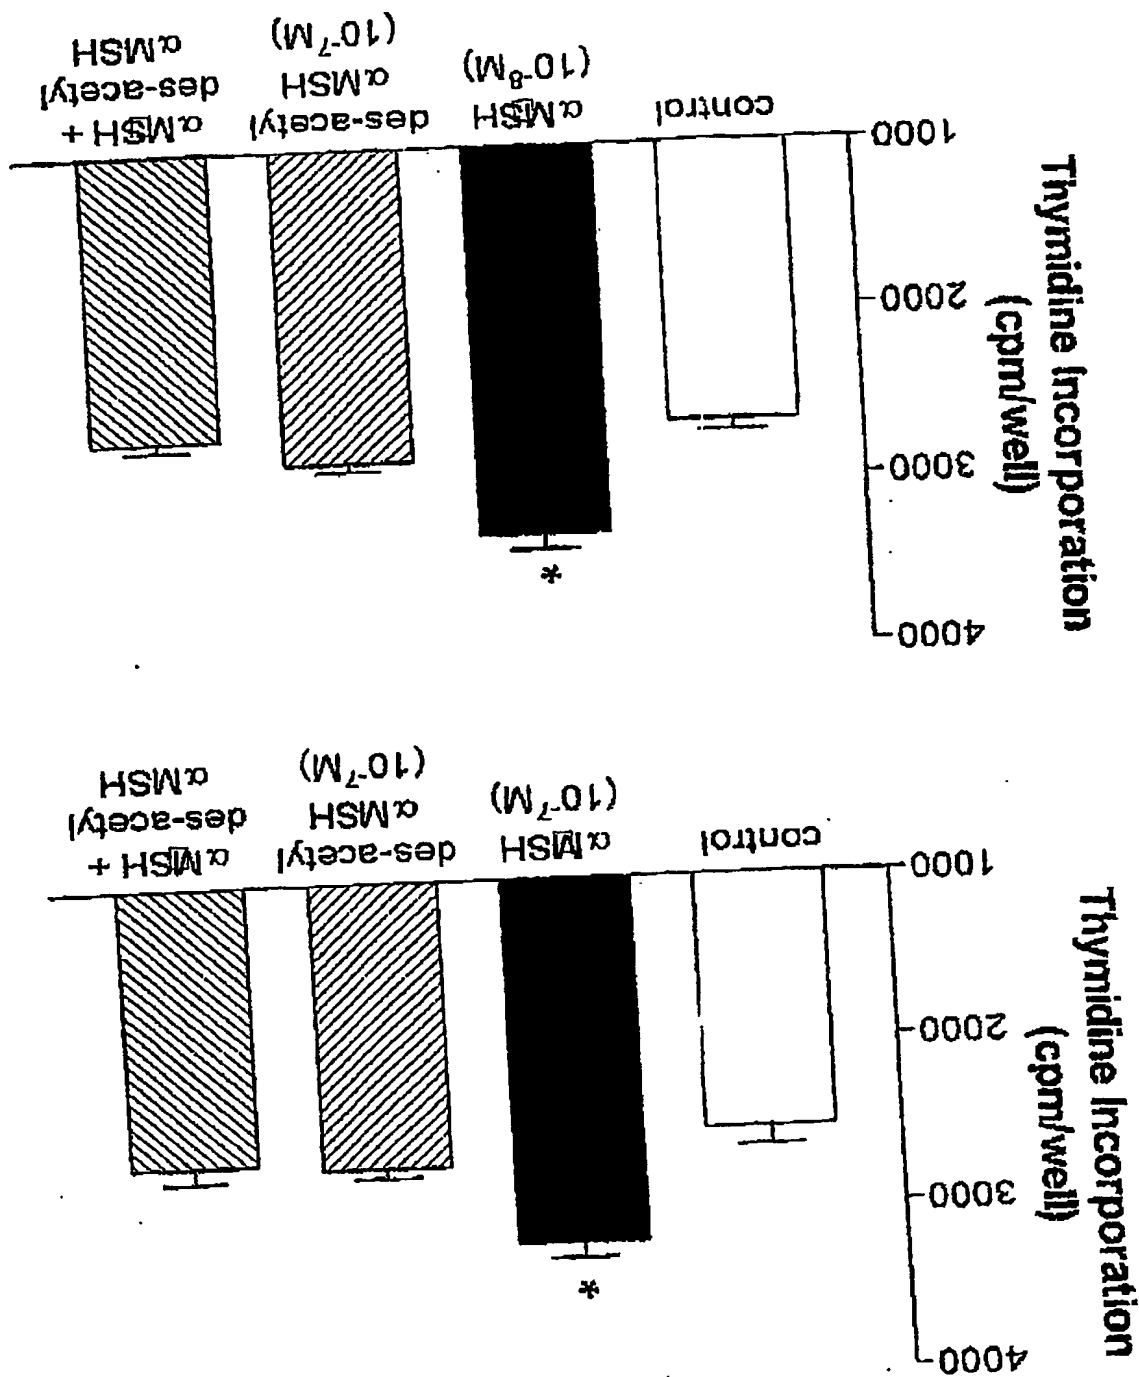 Thymidine Incorporation
(cpm/well)
4000
3000
2000
1000
*
control
αMSH
(10⁻⁷M)
des-acetyl
αMSH
(10⁻⁷M)
αMSH +
des-acetyl
αMSH
Thymidine Incorporation
(cpm/well)
4000
3000
2000
1000
*
control
αMSH
(10⁻⁸M)
des-acetyl
αMSH
(10⁻⁷M)
αMSH +
des-acetyl
αMSH